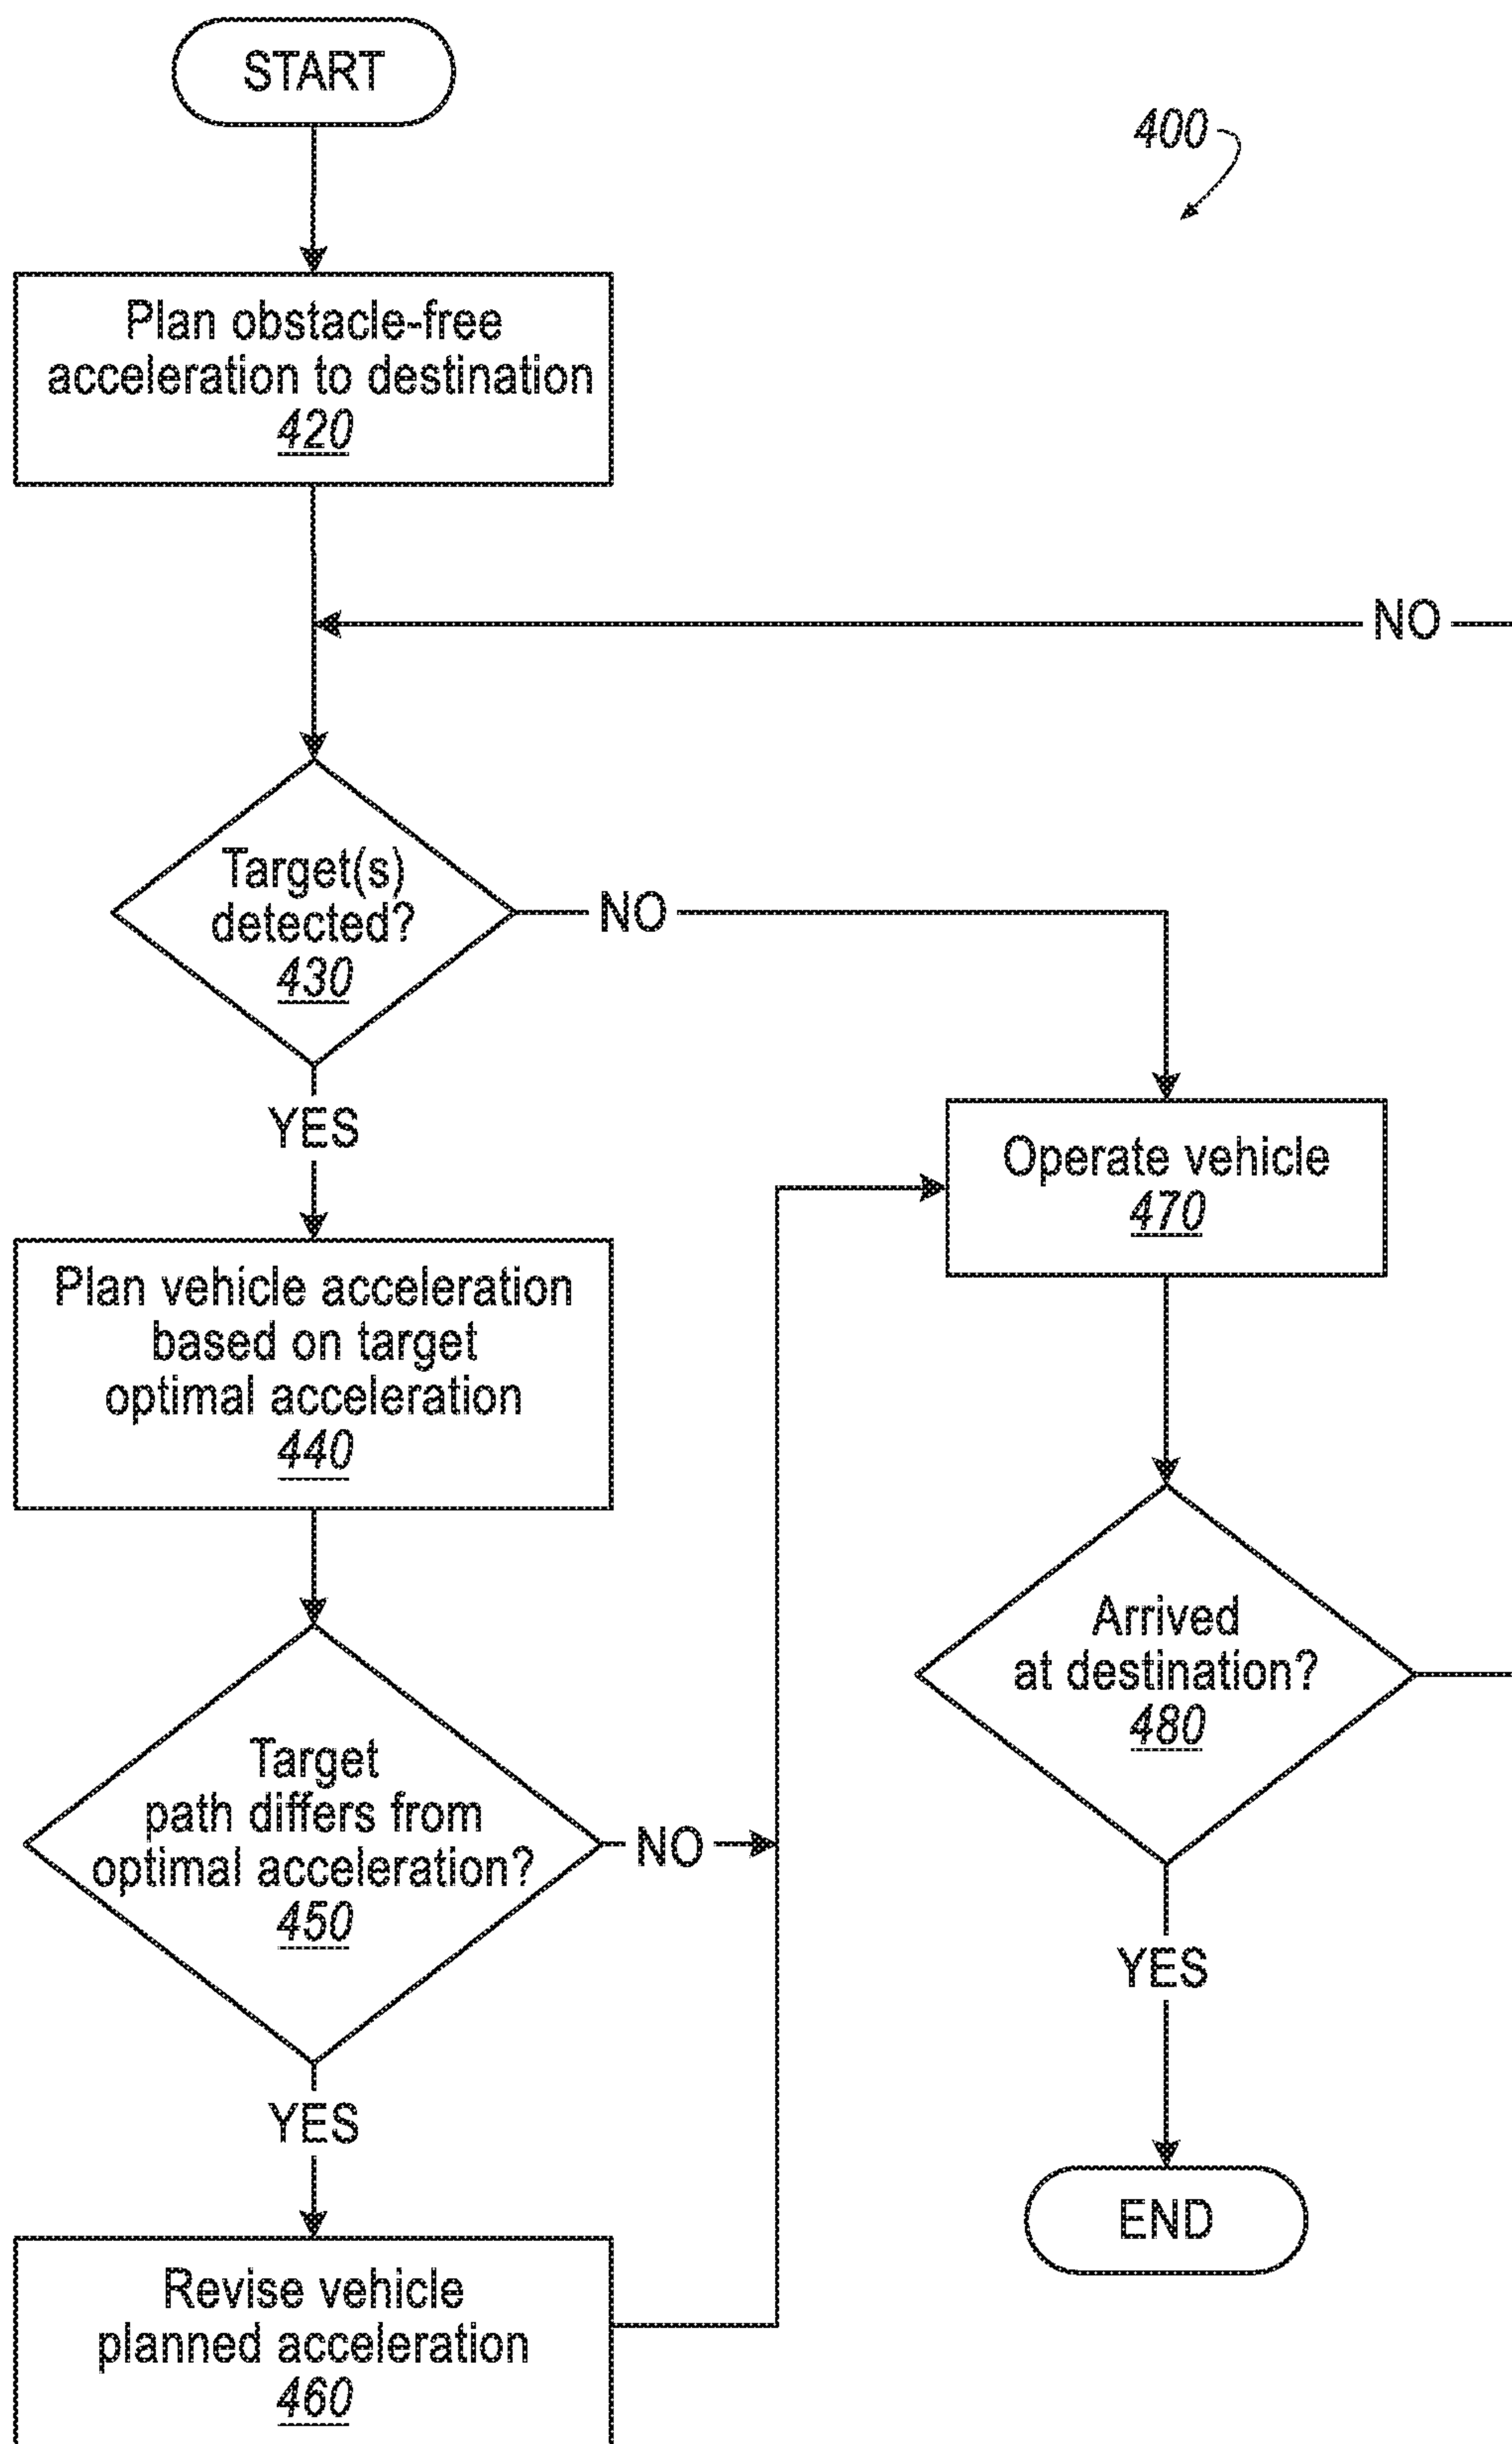 START
400
Plan obstacle-free
acceleration to destination
420
NO
Target(s)
detected?
430
NO
YES
Operate vehicle
470
Plan vehicle acceleration
based on target
optimal acceleration
440
Arrived
at destination?
480
Target
path differs from
optimal acceleration?
450
NO
YES
YES
END
Revise vehicle
planned acceleration
460